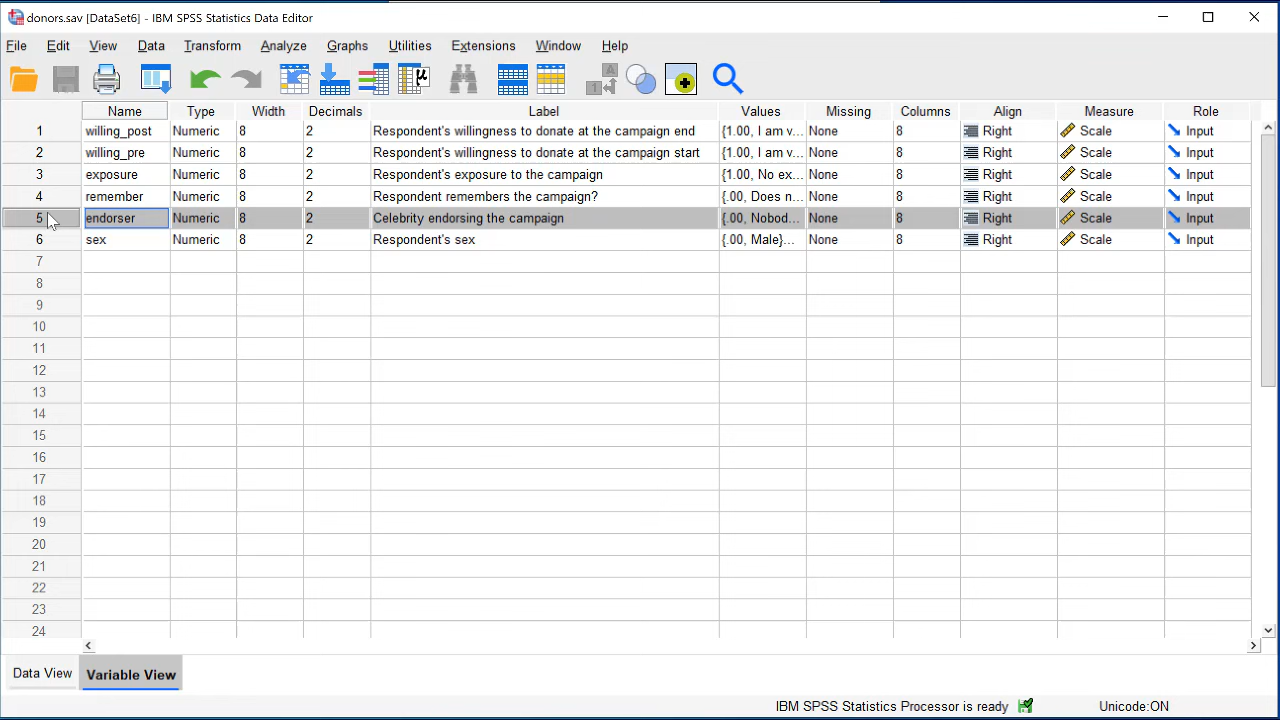 donors.sav [DataSet6] - IBM SPSS Statistics Data Editor
File Edit View Data Transform Analyze Graphs Utilities Extensions Window Help
Name Type Width Decimals Label Values Missing Columns Align Measure Role
1 willing_post Numeric 8 2 Respondent's willingness to donate at the campaign end {1.00, I am v... None 8 Right Scale Input
2 willing_pre Numeric 8 2 Respondent's willingness to donate at the campaign start {1.00, I am v... None 8 Right Scale Input
3 exposure Numeric 8 2 Respondent's exposure to the campaign {1.00, No ex... None 8 Right Scale Input
4 remember Numeric 8 2 Respondent remembers the campaign? {.00, Does n... None 8 Right Scale Input
5 endorser Numeric 8 2 Celebrity endorsing the campaign {.00, Nobod... None 8 Right Scale Input
6 sex Numeric 8 2 Respondent's sex {.00, Male}... None 8 Right Scale Input
7
8
9
10
11
12
13
14
15
16
17
18
19
20
21
22
23
24
Data View Variable View
IBM SPSS Statistics Processor is ready Unicode:ON